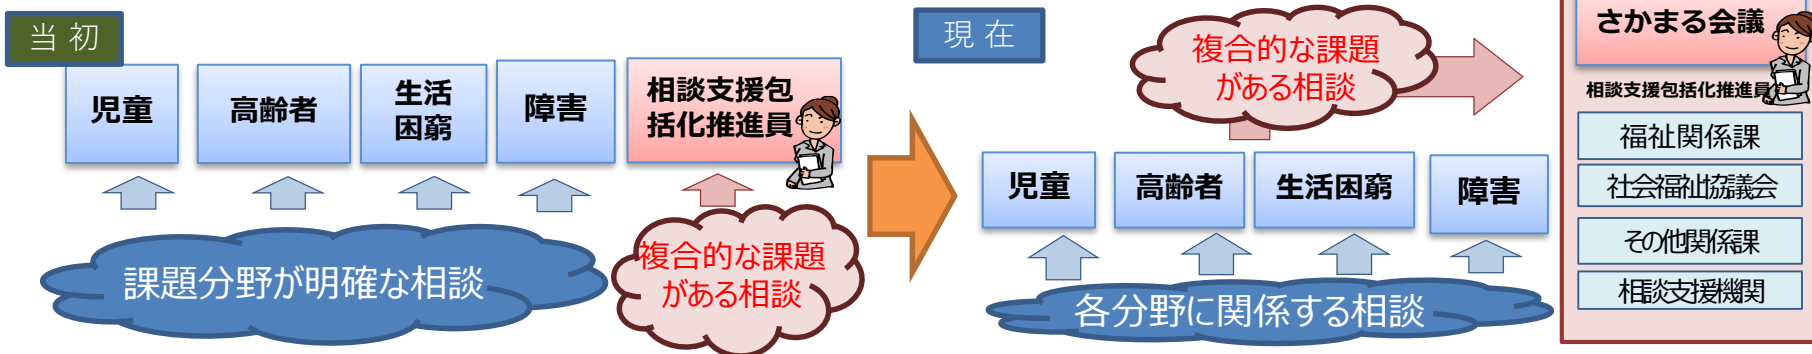 当初
児童
高齢者
生活
困窮
障害
相談支援包
括化推進員
課題分野が明確な相談
複合的な課題
がある相談
現在
複合的な課題
がある相談
児童
高齢者
生活困窮
障害
各分野に関係する相談
さかまる会議
相談支援包括化推進員
福祉関係課
社会福祉協議会
その他関係課
相談支援機関